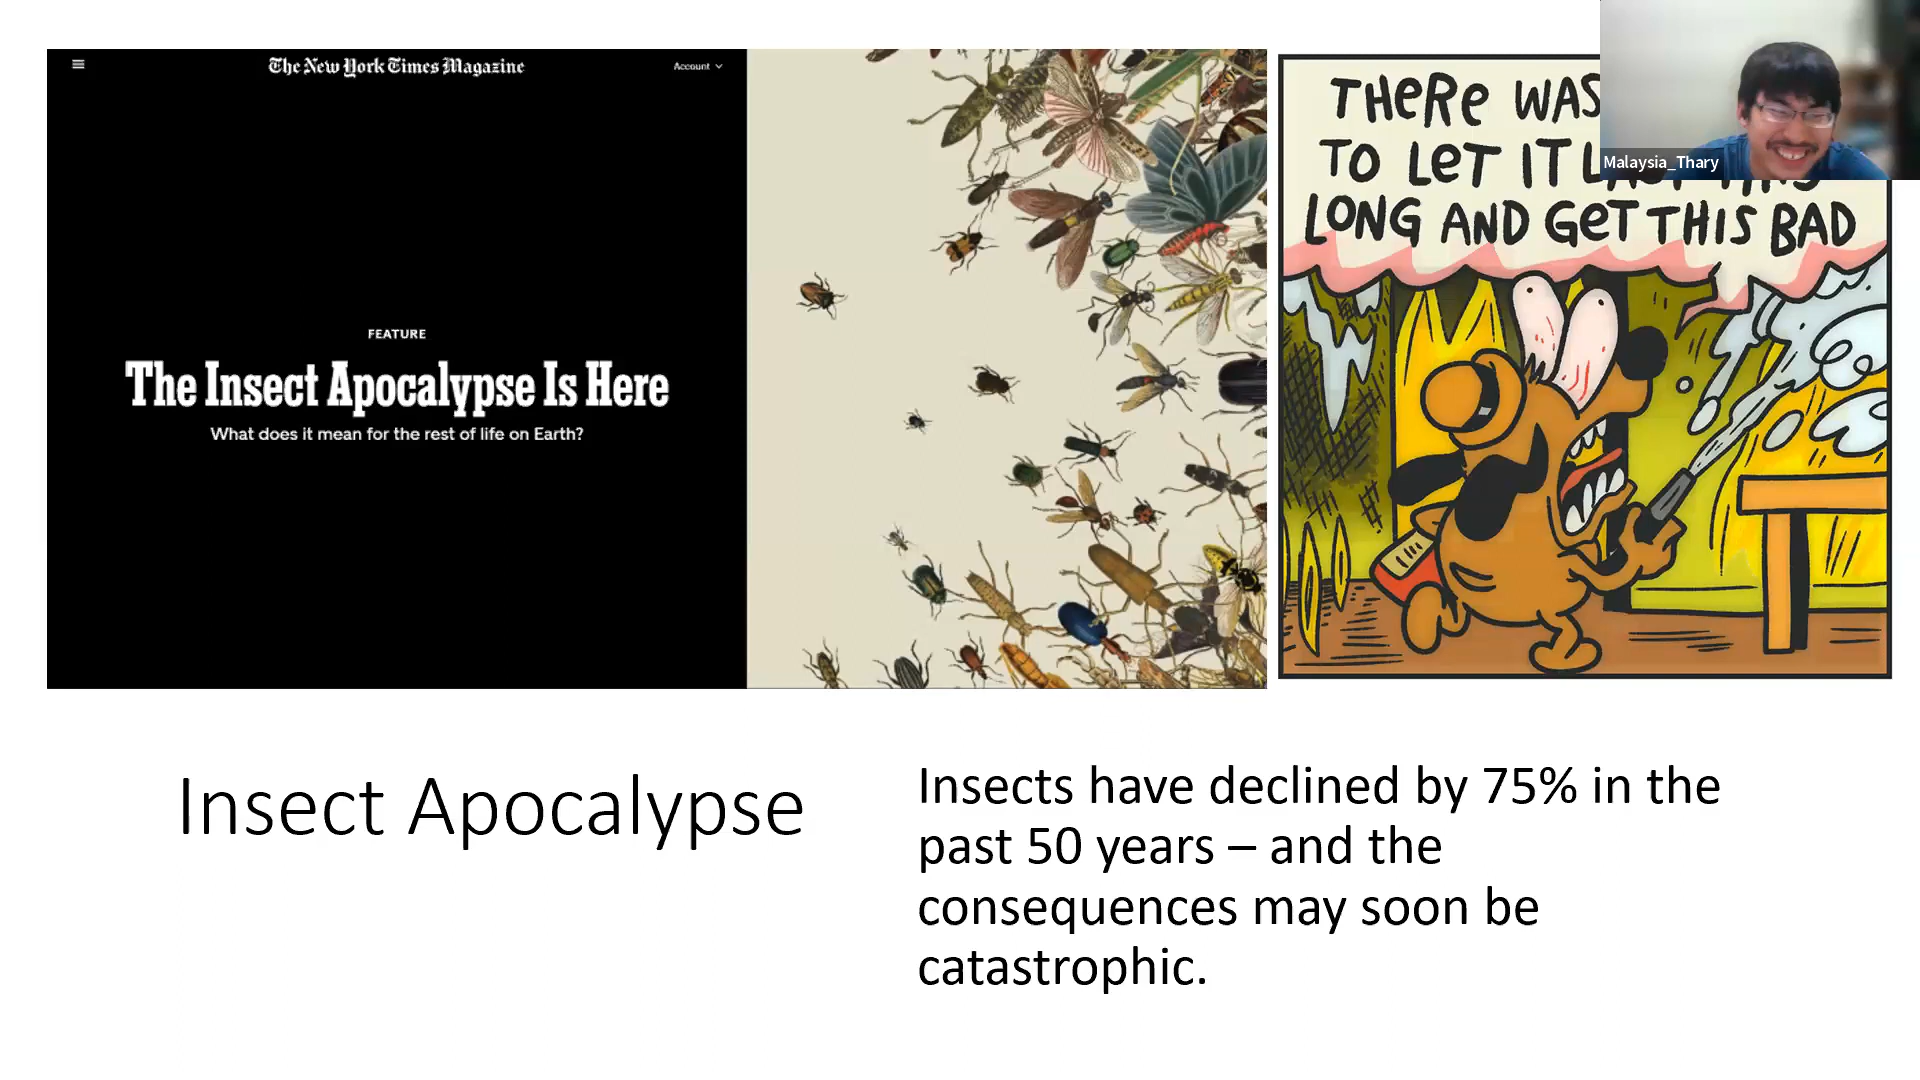 The New York Times Magazine
Account
FEATURE
The Insect Apocalypse Is Here
What does it mean for the rest of life on Earth?
THERE WAS
TO LET IT
LONG AND GET THIS BAD
Malaysia_Thary
Insect Apocalypse
Insects have declined by 75% in the
past 50 years – and the
consequences may soon be
catastrophic.